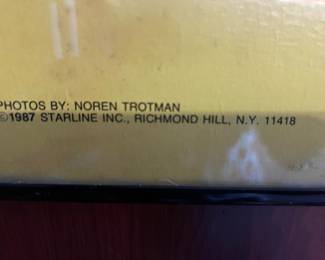 PHOTOS BY: NOREN TROTMAN
©1987 STARLINE INC., RICHMOND HILL, N.Y. 11418